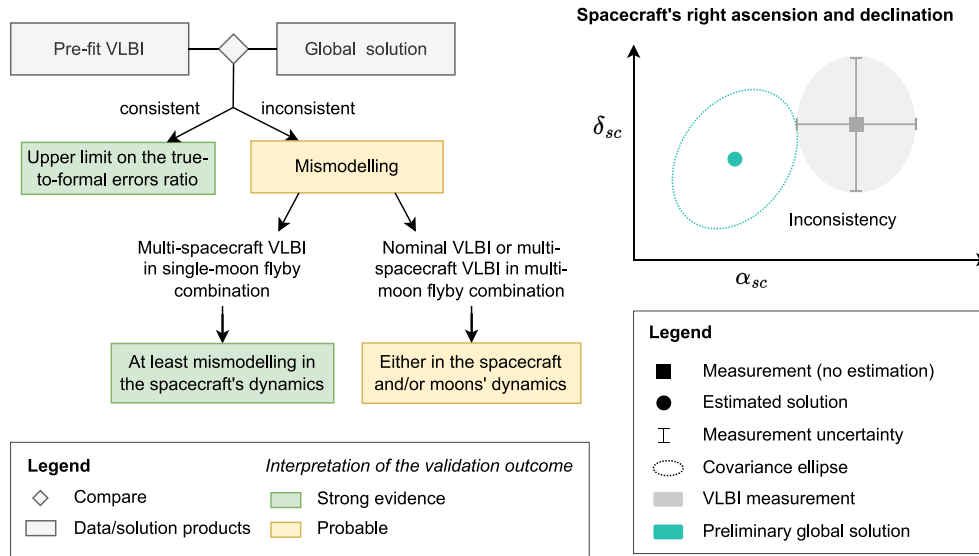 Pre-fit VLBI
Global solution
consistent
inconsistent
Upper limit on the true-
to-formal errors ratio
Mismodelling
Multi-spacecraft VLBI
in single-moon flyby
combination
Nominal VLBI or multi-
spacecraft VLBI in multi-
moon flyby combination
At least mismodelling in
the spacecraft's dynamics
Either in the spacecraft
and/or moons' dynamics
Legend
Interpretation of the validation outcome
Compare
Strong evidence
Data/solution products
Probable
Spacecraft's right ascension and declination
δsc
Inconsistency
αsc
Legend
Measurement (no estimation)
Estimated solution
Measurement uncertainty
Covariance ellipse
VLBI measurement
Preliminary global solution